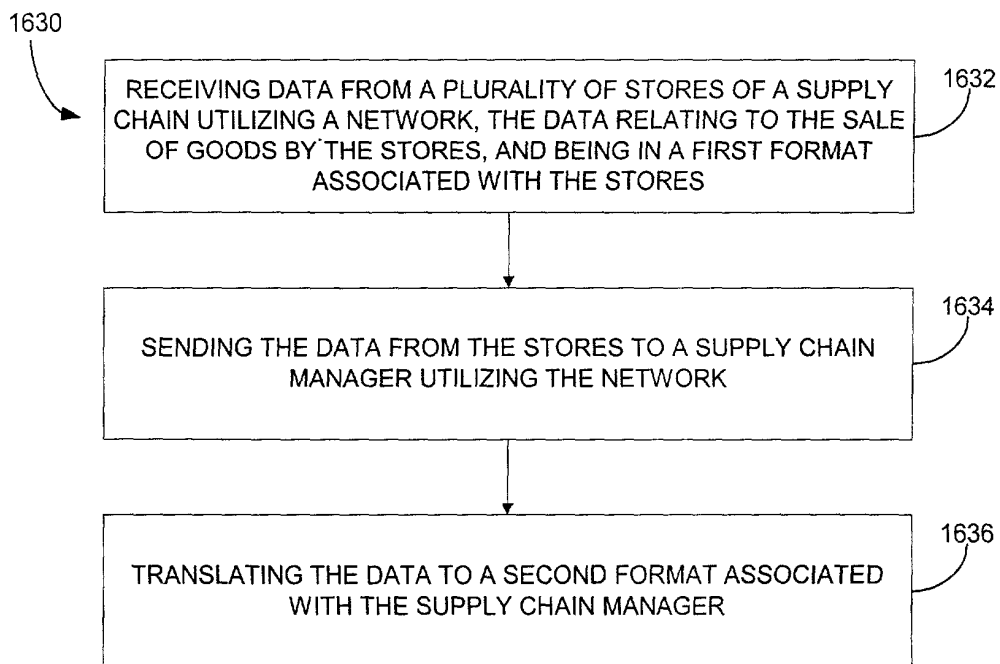 1630
1632
RECEIVING DATA FROM A PLURALITY OF STORES OF A SUPPLY
CHAIN UTILIZING A NETWORK, THE DATA RELATING TO THE SALE
OF GOODS BY THE STORES, AND BEING IN A FIRST FORMAT
ASSOCIATED WITH THE STORES
1634
SENDING THE DATA FROM THE STORES TO A SUPPLY CHAIN
MANAGER UTILIZING THE NETWORK
1636
TRANSLATING THE DATA TO A SECOND FORMAT ASSOCIATED
WITH THE SUPPLY CHAIN MANAGER